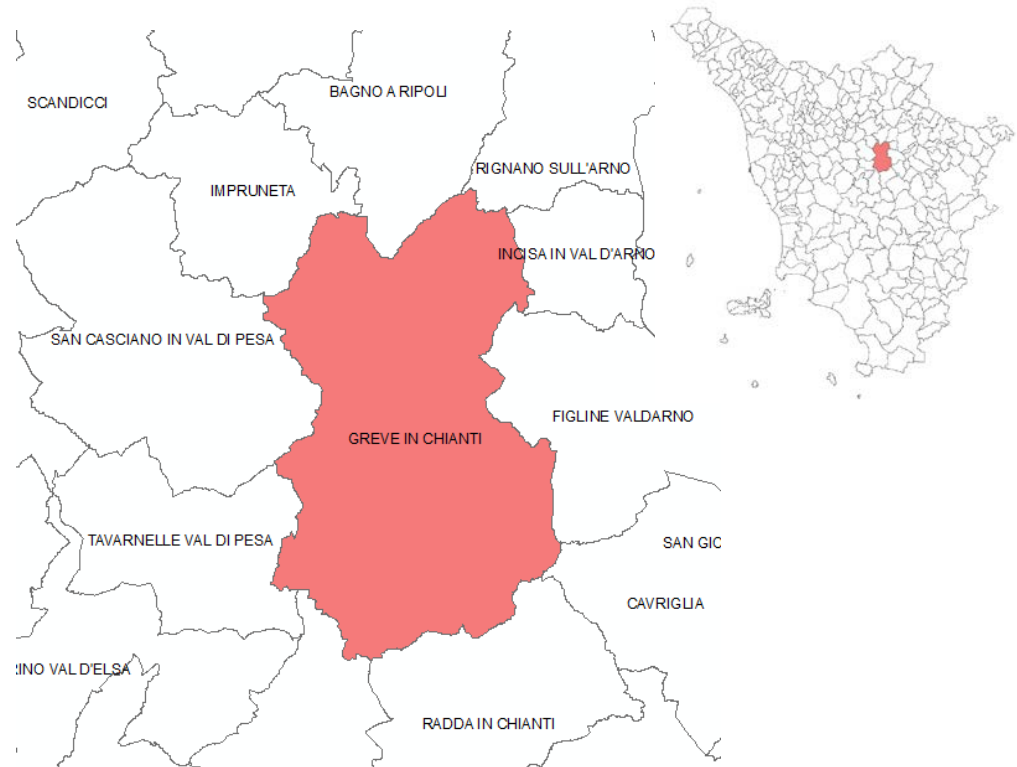 BAGNO A RIPOLI
SCANDICCI
RIGNANO SULL'ARNO
IMPRUNETA
INCISA IN VAL D'ARNO
SAN CASCIANO IN VAL DI PESA
FIGLINE VALDARNO
GREVE IN CHIANTI
TAVARNELLE VAL DI PESA
SAN GIO
CAVRIGLIA
RINO VAL D'ELSA
RADDA IN CHIANTI